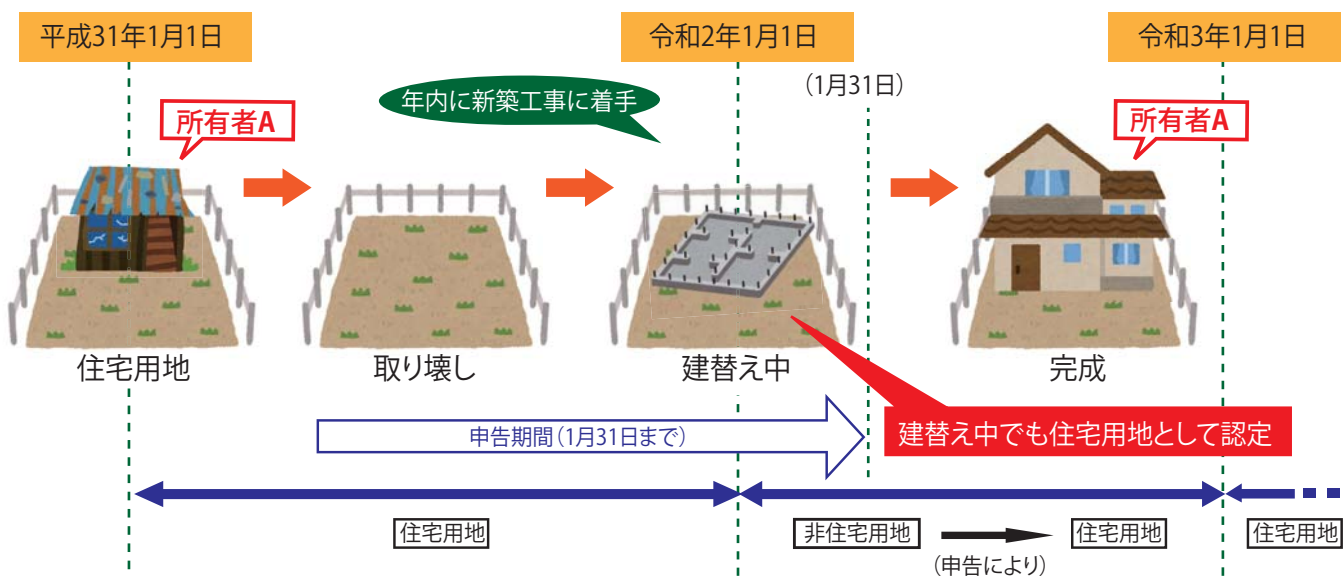 平成31年1月1日
令和2年1月1日
令和3年1月1日
年内に新築工事に着手
(1月31日)
所有者A
所有者A
住宅用地
取り壊し
建替え中
完成
申告期間(1月31日まで)
建替え中でも住宅用地として認定
住宅用地
非住宅用地
住宅用地
住宅用地
(申告により)